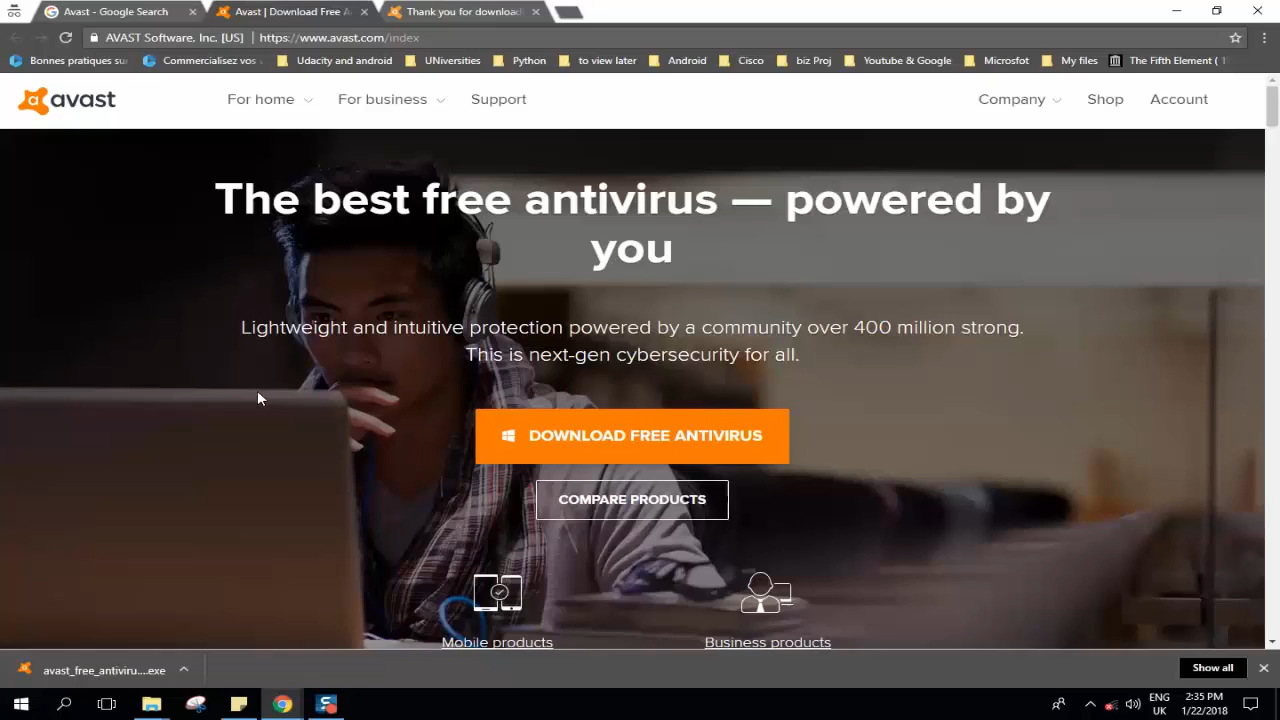 Avast - Google Search
Avast | Download Free A
Thank you for download
AVAST Software, Inc. [US] | https://www.avast.com/index
Bonnes pratiques su
Commercialisez vos
Udacity and android
UNiversities
Python
to view later
Android
Cisco
biz Proj
Youtube & Google
Microsfot
My files
The Fifth Element ( 1
avast
For home
For business
Support
Company
Shop
Account
The best free antivirus — powered by
you
Lightweight and intuitive protection powered by a community over 400 million strong.
This is next-gen cybersecurity for all.
DOWNLOAD FREE ANTIVIRUS
COMPARE PRODUCTS
Mobile products
Business products
avast_free_antiviru....exe
Show all
ENG
UK
2:35 PM
1/22/2018